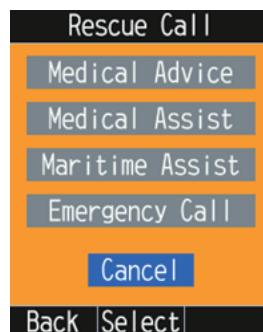 Rescue Call
Medical Advice
Medical Assist
Maritime Assist
Emergency Call
Cancel
Back Select